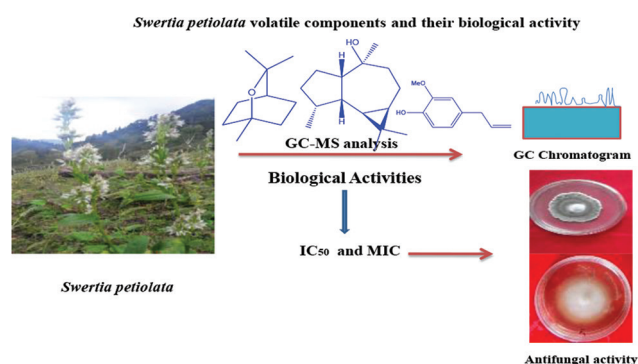 Swertia petiolata volatile components and their biological activity
HO
H
H
O
MeO
HO
GC-MS analysis
GC Chromatogram
Biological Activities
IC50 and MIC
Swertia petiolata
Antifungal activity